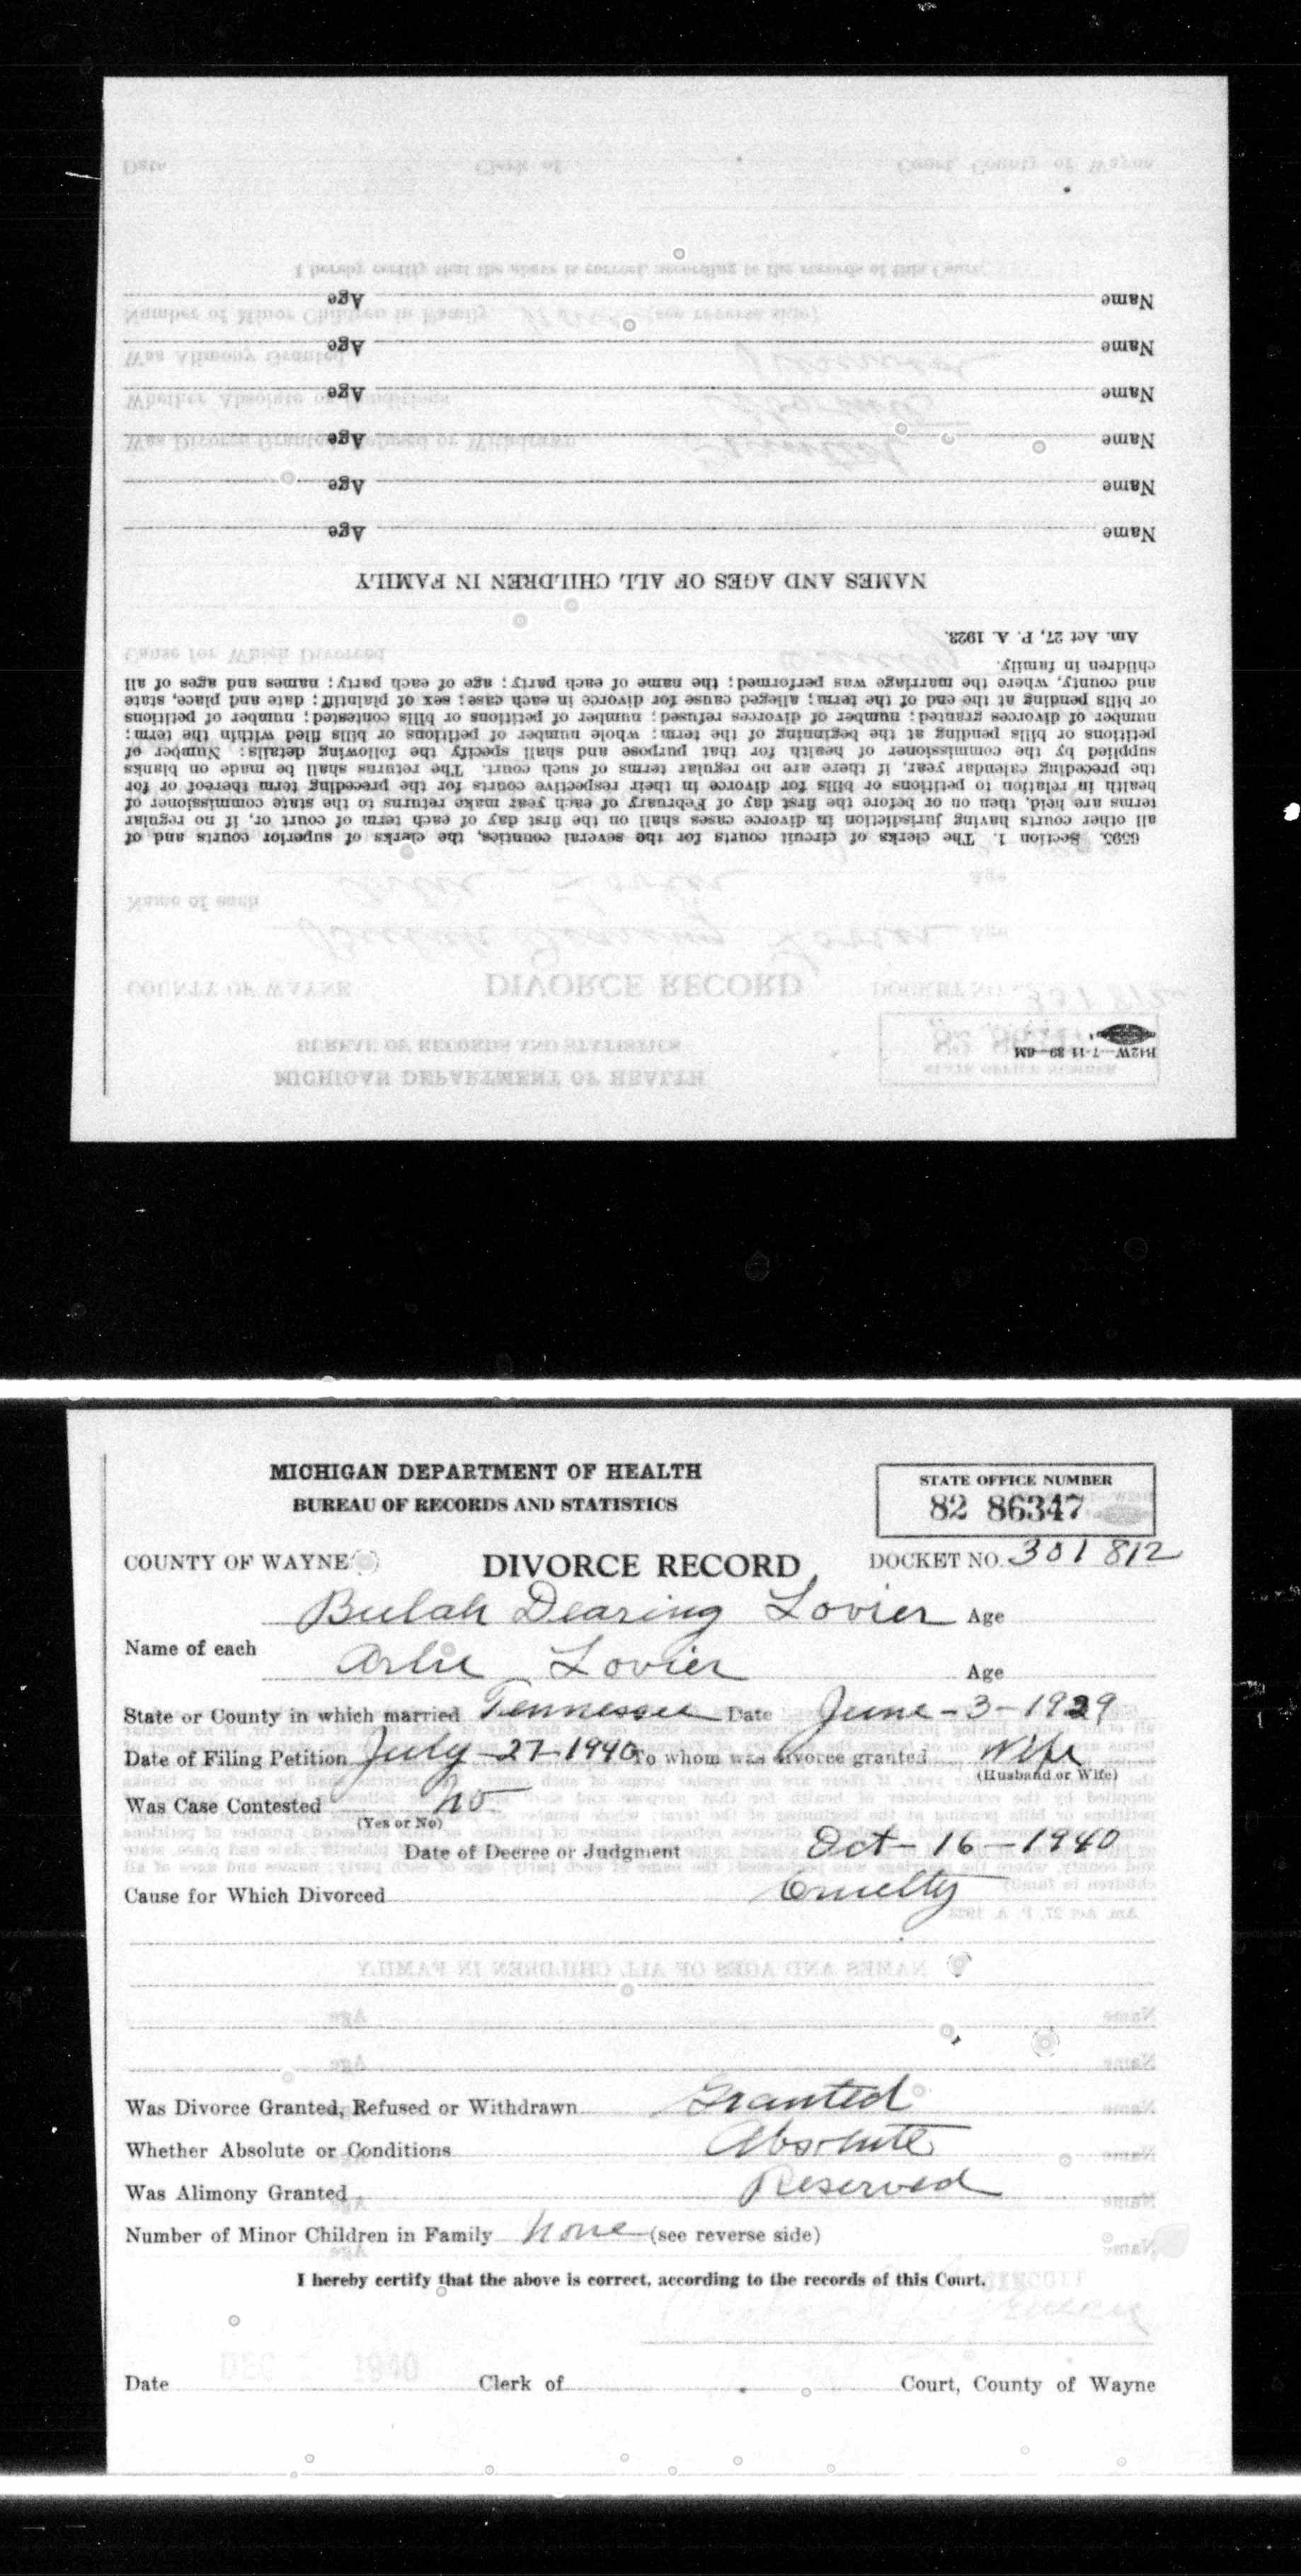 Name Age
Name Age
Name Age
Name Age
Name Age
Name Age
NAMES AND AGES OF ALL CHILDREN IN FAMILY
Am. Act 27, P. A. 1923.
children in family.
and county, where the marriage was performed; the name of each party; age of each party; names and ages of all
or bills pending at the end of the term; alleged cause for divorce in each case; sex of plaintiff; date and place, state
number of divorces granted; number of divorces refused; number of petitions or bills contested; number of petitions
petitions or bills pending at the beginning of the term; whole number of petitions or bills filed within the term;
supplied by the commissioner of health for that purpose and shall specify the following details: Number of
the preceding calendar year, if there are no regular terms of such court. The returns shall be made on blanks
health in relation to petitions or bills for divorce in their respective courts for the preceding term thereof or for
terms are held, then on or before the first day of February of each year make returns to the state commissioner of
all other courts having jurisdiction in divorce cases shall on the first day of each term of court or, if no regular
6595. Section 1. The clerks of circuit courts for the several counties, the clerks of superior courts and of
R42W—7-11-39—6M
MICHIGAN DEPARTMENT OF HEALTH
BUREAU OF RECORDS AND STATISTICS
STATE OFFICE NUMBER
82 86347
COUNTY OF WAYNE DIVORCE RECORD DOCKET NO. 301 812
Beulah Dearing Lovier Age
Name of each
Arlie Lovier Age
State or County in which married Tennessee Date June-3-1929
Date of Filing Petition July-27-1940 To whom was divorce granted Wife
(Husband or Wife)
Was Case Contested no
(Yes or No)
Date of Decree or Judgment Oct-16-1940
Cause for Which Divorced Cruelty
Was Divorce Granted, Refused or Withdrawn Granted
Whether Absolute or Conditions Absolute
Was Alimony Granted Reserved
Number of Minor Children in Family None (see reverse side)
I hereby certify that the above is correct, according to the records of this Court.
DEC 1940
Date Clerk of Court, County of Wayne